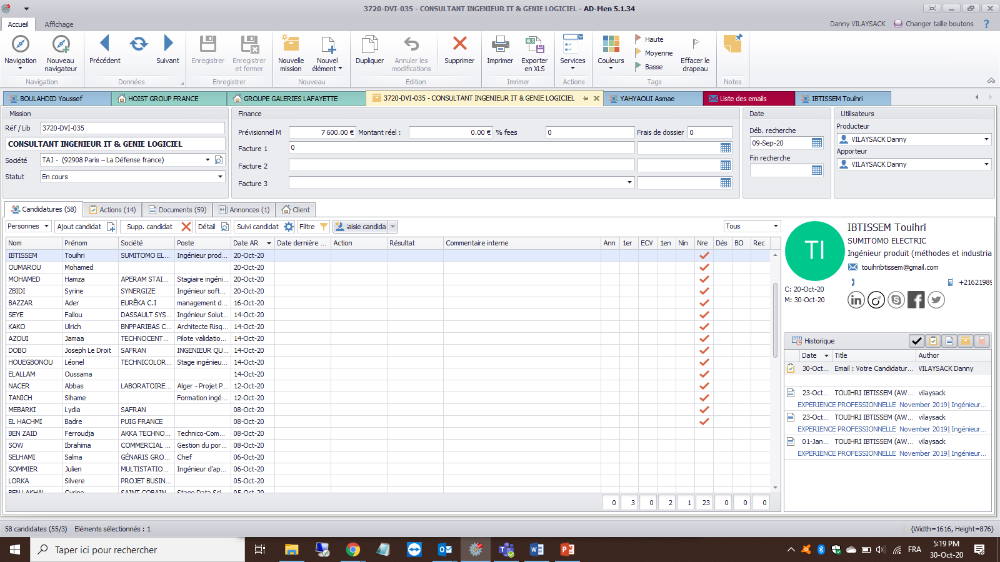 3720-DVI-035 - CONSULTANT INGENIEUR IT & GENIE LOGICIEL - AD-Men 5.1.34
Accueil Affichage Danny VILAYSACK Changer taille boutons ?
Navigation Nouveau navigateur Précédent Suivant Enregistrer Enregistrer et fermer Nouvelle mission Nouvel élément Dupliquer Annuler les modifications Supprimer Imprimer Exporter en XLS Services Couleurs Haute Moyenne Basse Effacer le drapeau
Navigation Données Enregistrer Nouveau Edition Imrimer Actions Tags Notes
BOULAHDID Youssef HOIST GROUP FRANCE GROUPE GALERIES LAFAYETTE 3720-DVI-035 - CONSULTANT INGENIEUR IT & GENIE LOGICIEL YAHYAOUI Asmae Liste des emails IBTISSEM Touihri
Mission Finance Date Utilisateurs
Réf / Lib 3720-DVI-035
CONSULTANT INGENIEUR IT & GENIE LOGICIEL
Société TAJ - (92908 Paris – La Défense france)
Statut En cours
Prévisionnel M 7 600.00 € Montant réel : 0.00 € % fees 0 Frais de dossier 0
Facture 1 0
Facture 2
Facture 3
Déb. recherche
09-Sep-20
Fin recherche
Producteur
VILAYSACK Danny
Apporteur
VILAYSACK Danny
Candidatures (58) Actions (14) Documents (59) Annonces (1) Client
Personnes Ajout candidat Supp. candidat Détail Suivi candidat Filtre aisie candida Tous
Nom Prénom Société Poste Date AR Date dernière ... Action Résultat Commentaire interne Ann 1er ECV 1en Nin Nre Dés BO Rec
IBTISSEM Touihri SUMITOMO EL... Ingénieur prod... 20-Oct-20
OUMAROU Mohamed 20-Oct-20
MOHAMED Hamza APERAM STAI... Stagiaire ingéni... 20-Oct-20
ZBIDI Syrine SYNERGIZE Ingénieur soft... 20-Oct-20
BAZZAR Ader EURÊKA C.I management d... 16-Oct-20
SEYE Fallou DASSAULT SYS... Ingénieur Solut... 14-Oct-20
KAKO Ulrich BNPPARIBAS C... Architecte Risq... 14-Oct-20
AZOUI Jamaa TECHNOCENT... Pilote validatio... 14-Oct-20
DOBO Joseph Le Droit SAFRAN INGENIEUR QU... 14-Oct-20
HOUEGBONOU Léonel TECHNICOLOR... Stage ingénieu... 14-Oct-20
ELALLAM Oussama 14-Oct-20
NACER Abbas LABORATOIRE... Alger - Projet P... 12-Oct-20
TANICH Sihame Formation ingé... 12-Oct-20
MEBARKI Lydia SAFRAN 08-Oct-20
EL HACHMI Badre PUIG FRANCE 08-Oct-20
BEN ZAID Ferroudja AKKA TECHNO... Technico-Com... 08-Oct-20
SOW Ibrahima COMMERCIAL ... Gestion du por... 08-Oct-20
SELHAMI Salma GÉNARIS GRO... Chef 06-Oct-20
SOMMIER Julien MULTISTATIO... Ingénieur d'ap... 06-Oct-20
LORKA Silvere PROJET BUSIN... 05-Oct-20
0 3 0 2 1 23 0 0 0
TI
IBTISSEM Touihri
SUMITOMO ELECTRIC
Ingénieur produit (méthodes et industria
touihribtissem@gmail.com
+21621989
C: 20-Oct-20
M: 30-Oct-20
Historique
Date Title Author
30-Oct... Email : Votre Candidatur... VILAYSACK Danny
23-Oct... TOUIHRI IBTISSEM (AW... vilaysack
EXPERIENCE PROFESSIONNELLE November 2019| Ingénieur...
23-Oct... TOUIHRI IBTISSEM (AW... vilaysack
EXPERIENCE PROFESSIONNELLE November 2019| Ingénieur...
01-Jan... TOUIHRI IBTISSEM (AW... vilaysack
EXPERIENCE PROFESSIONNELLE November 2019| Ingénieur...
58 candidates (55/3) Eléments sélectionnés : 1 {Width=1616, Height=876}
Taper ici pour rechercher FRA 5:19 PM
30-Oct-20